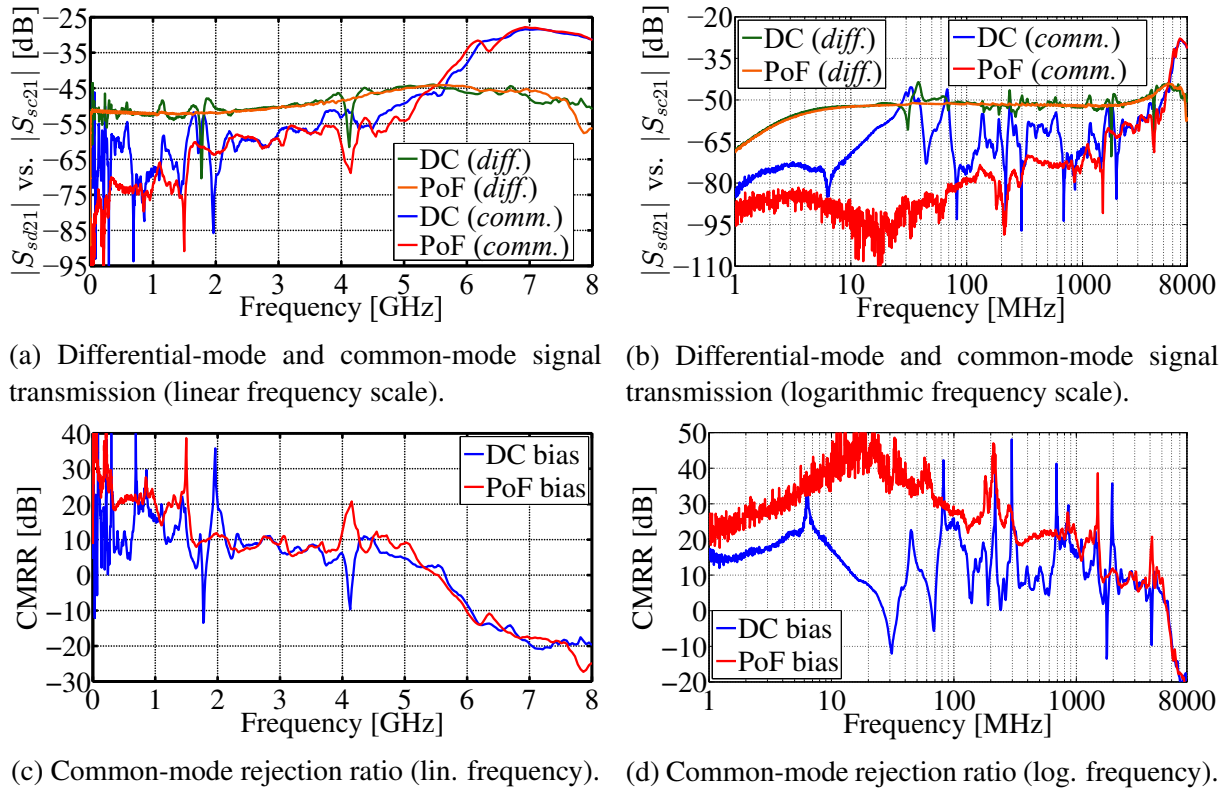 |S_sd21| vs. |S_sc21| [dB]
−25
−35
−45
−55
−65
−75
−85
−95
DC (diff.)
PoF (diff.)
DC (comm.)
PoF (comm.)
0 1 2 3 4 5 6 7 8
Frequency [GHz]
(a) Differential-mode and common-mode signal
transmission (linear frequency scale).
|S_sd21| vs. |S_sc21| [dB]
−20
−35
−50
−65
−80
−95
−110
DC (diff.)
PoF (diff.)
DC (comm.)
PoF (comm.)
1 10 100 1000 8000
Frequency [MHz]
(b) Differential-mode and common-mode signal
transmission (logarithmic frequency scale).
CMRR [dB]
40
30
20
10
0
−10
−20
−30
DC bias
PoF bias
0 1 2 3 4 5 6 7 8
Frequency [GHz]
(c) Common-mode rejection ratio (lin. frequency).
CMRR [dB]
50
40
30
20
10
0
−10
−20
DC bias
PoF bias
1 10 100 1000 8000
Frequency [MHz]
(d) Common-mode rejection ratio (log. frequency).